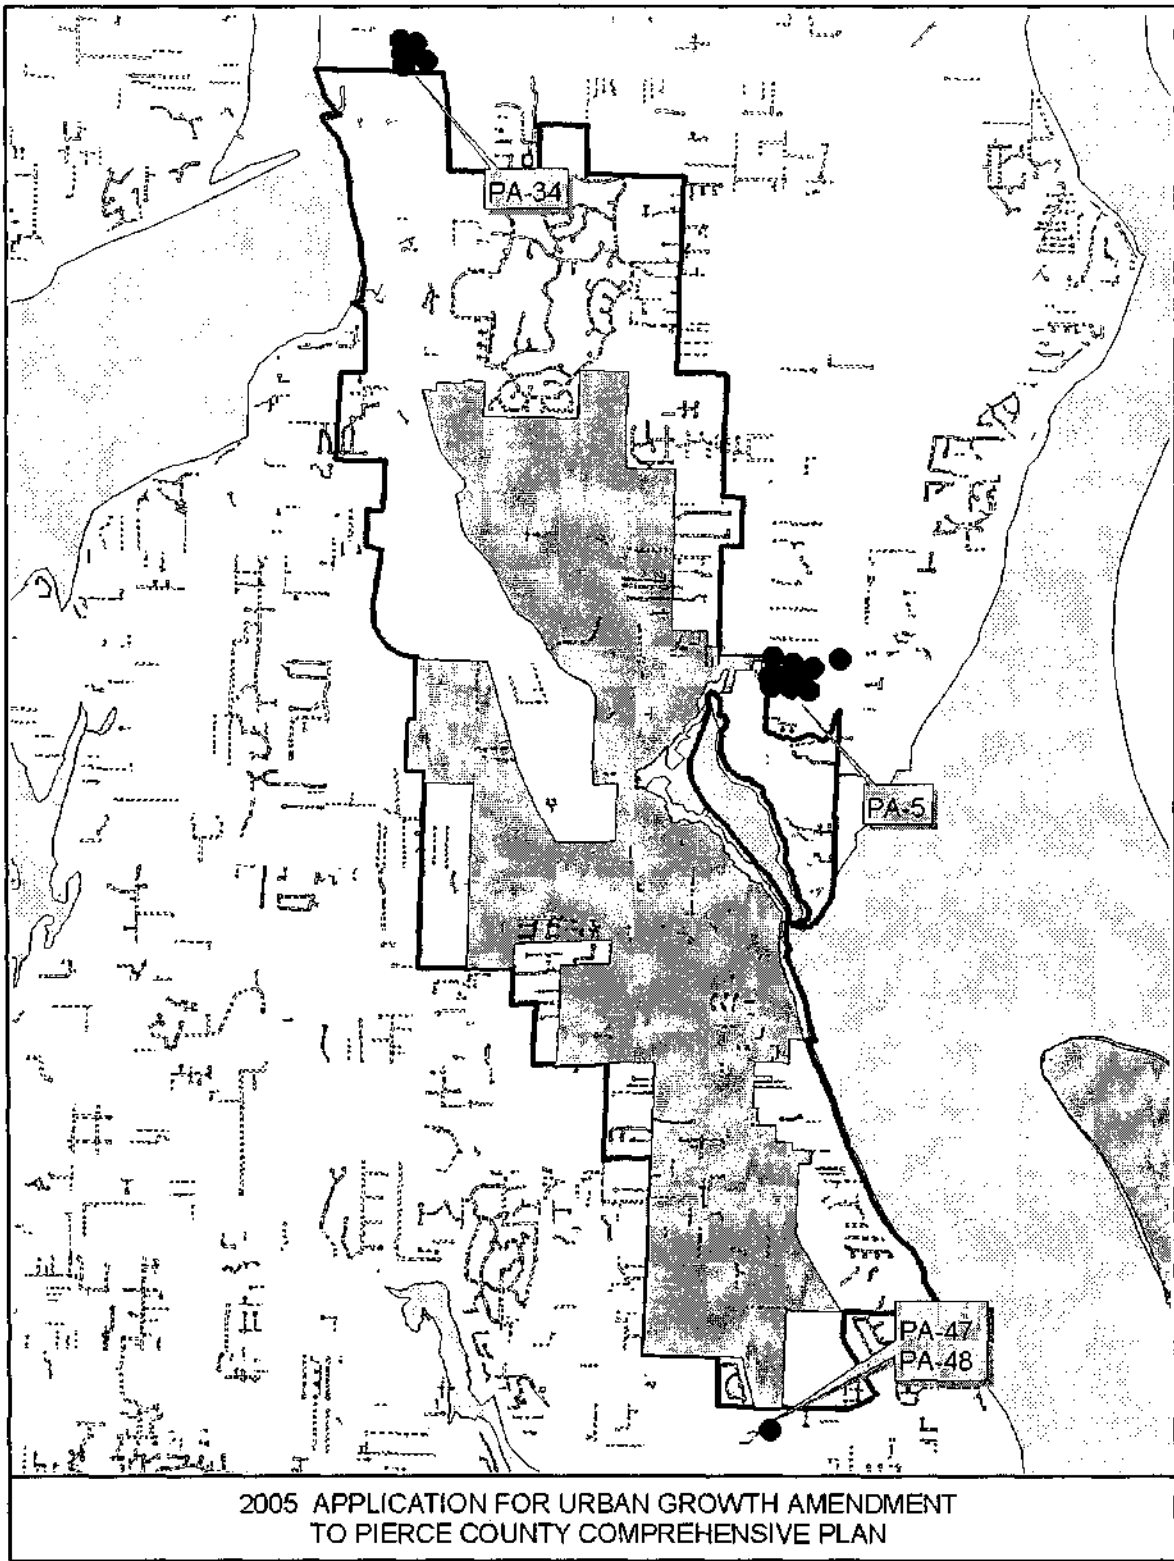 PA-34
PA-5
PA-47
PA-48
2005 APPLICATION FOR URBAN GROWTH AMENDMENT
TO PIERCE COUNTY COMPREHENSIVE PLAN